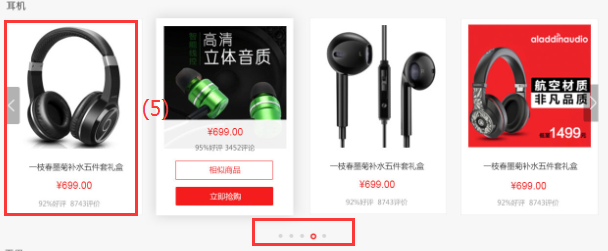 耳机
(5)
一枝春墨菊补水五件套礼盒
¥699.00
92%好评 8743评价
高清
立体音质
¥699.00
95%好评 3452评论
相似商品
立即抢购
一枝春墨菊补水五件套礼盒
¥699.00
92%好评 8743评价
aladdinaudio
航空材质
非凡品质
1499元
一枝春墨菊补水五件套礼盒
¥699.00
92%好评 8743评价